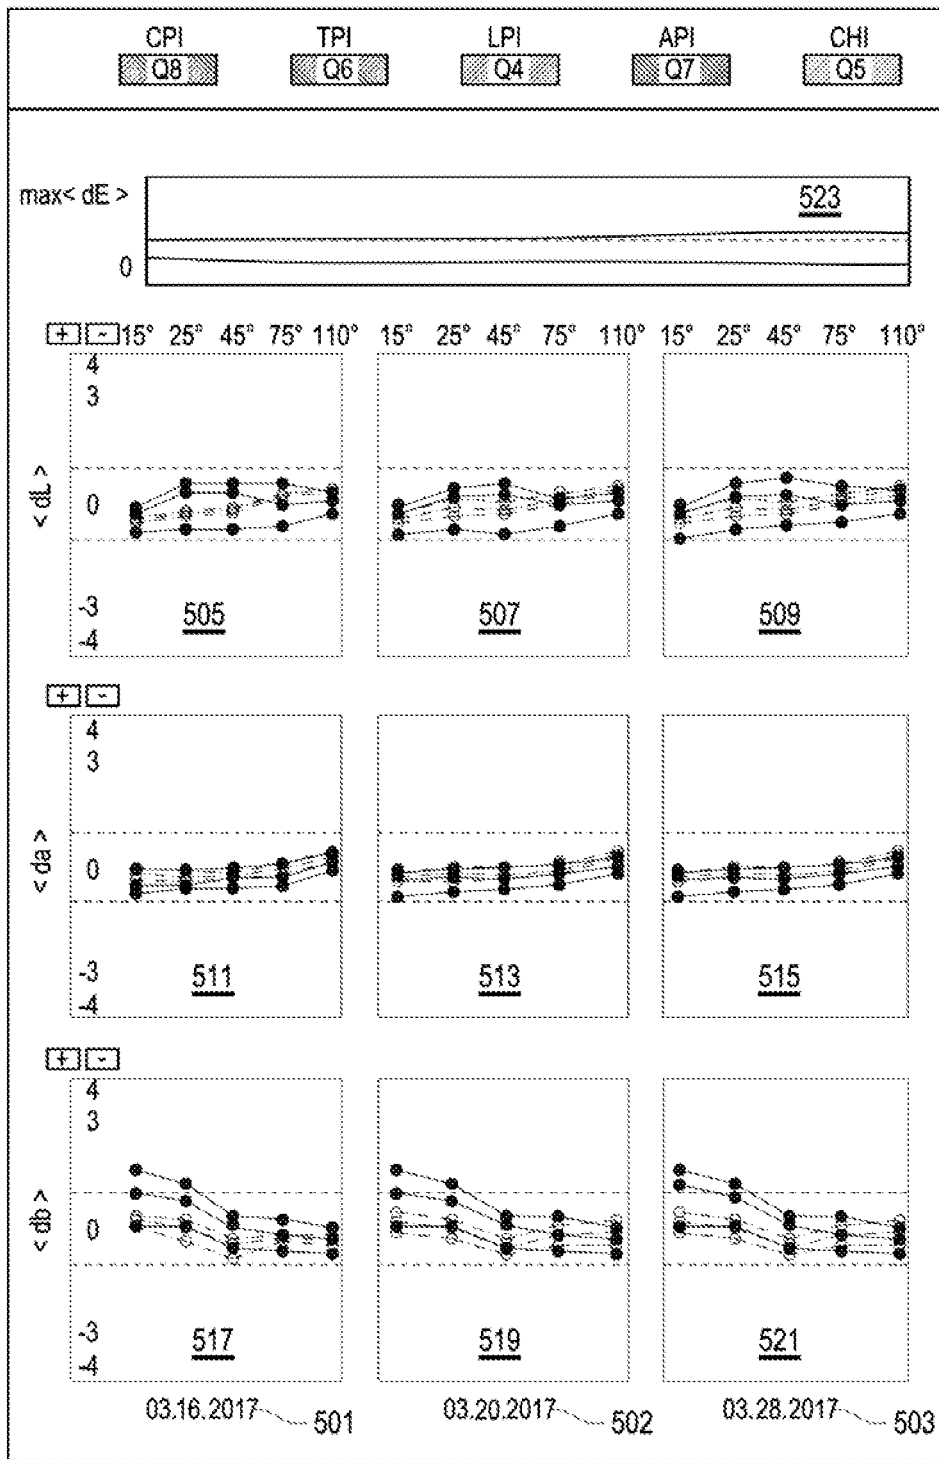 CPI TPI LPI API CHI
Q8 Q6 Q4 Q7 Q5
max< dE >
523
0
+ - 15° 25° 45° 75° 110° 15° 25° 45° 75° 110° 15° 25° 45° 75° 110°
4
3
< dL >
0
-3
505 507 509
-4
+ -
4
3
< da >
0
-3
511 513 515
-4
+ -
4
3
< db >
0
-3
517 519 521
-4
03.16.2017 501 03.20.2017 502 03.28.2017 503